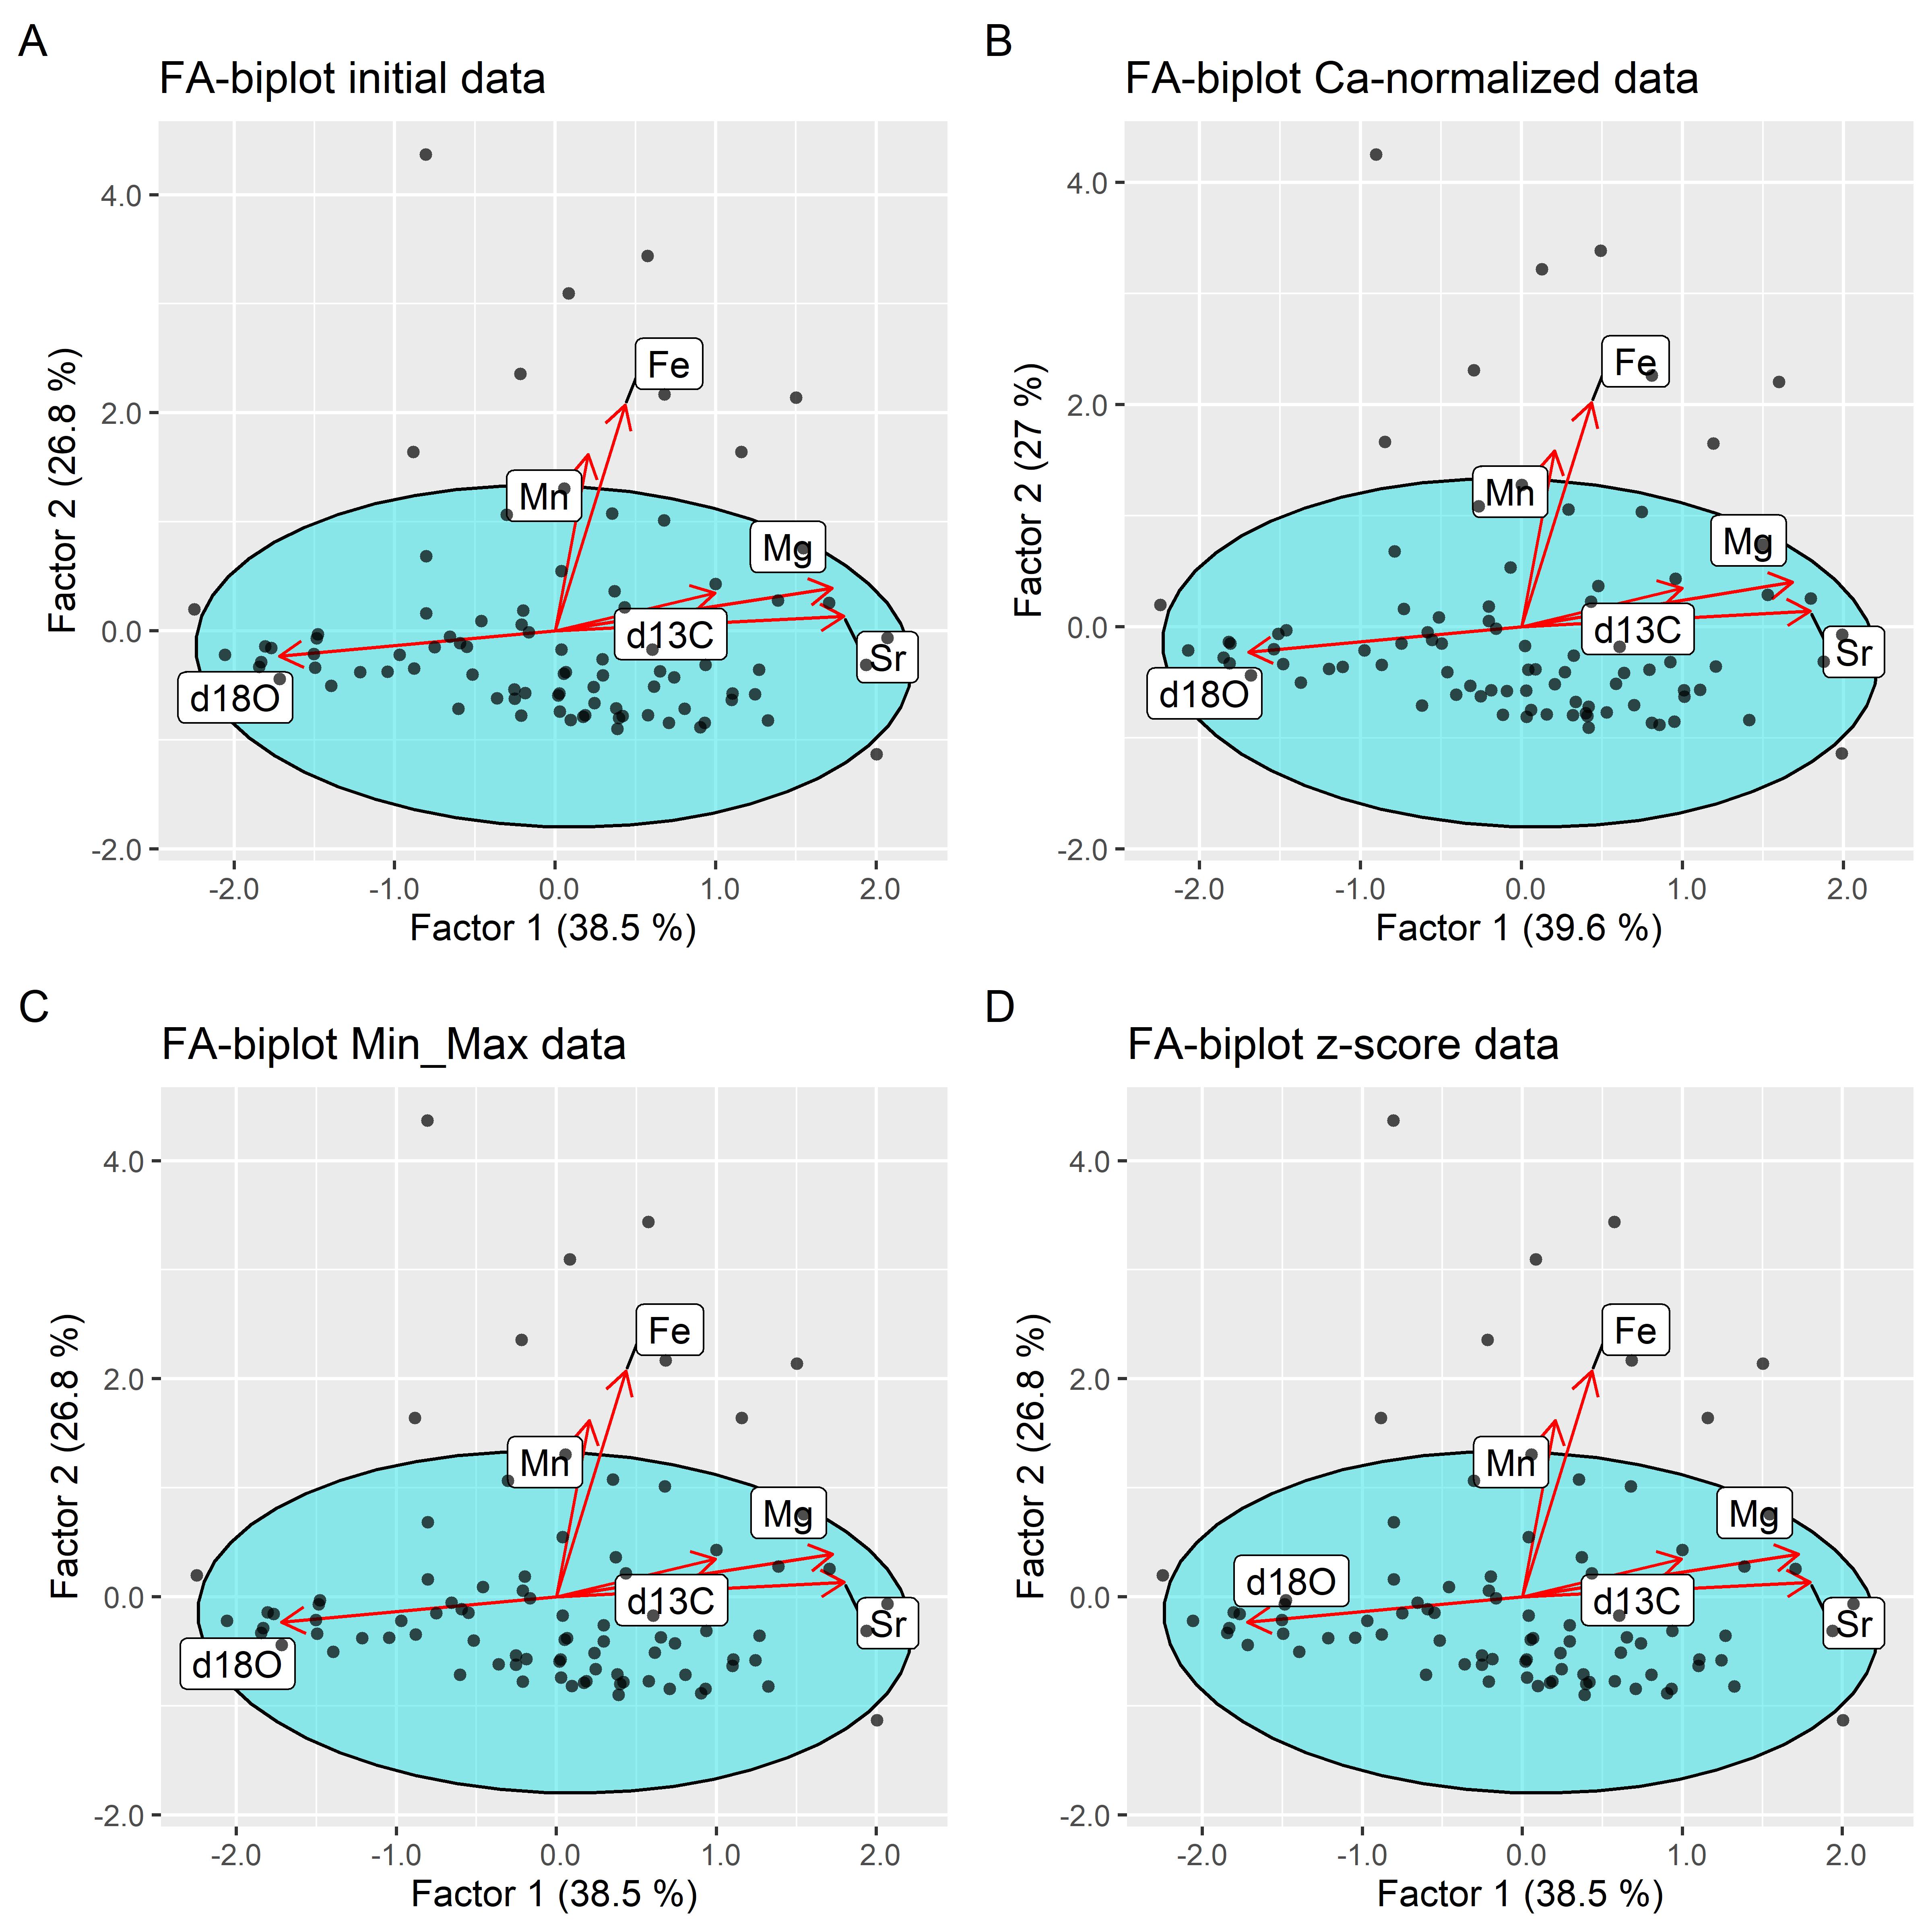 A
FA-biplot initial data
4.0
2.0
0.0
-2.0
Factor 2 (26.8 %)
Fe
Mn
Mg
d13C
Sr
d18O
-2.0 -1.0 0.0 1.0 2.0
Factor 1 (38.5 %)
B
FA-biplot Ca-normalized data
4.0
2.0
0.0
-2.0
Factor 2 (27 %)
Fe
Mn
Mg
d13C
Sr
d18O
-2.0 -1.0 0.0 1.0 2.0
Factor 1 (39.6 %)
C
FA-biplot Min_Max data
4.0
2.0
0.0
-2.0
Factor 2 (26.8 %)
Fe
Mn
Mg
d13C
Sr
d18O
-2.0 -1.0 0.0 1.0 2.0
Factor 1 (38.5 %)
D
FA-biplot z-score data
4.0
2.0
0.0
-2.0
Factor 2 (26.8 %)
Fe
Mn
Mg
d18O
d13C
Sr
-2.0 -1.0 0.0 1.0 2.0
Factor 1 (38.5 %)